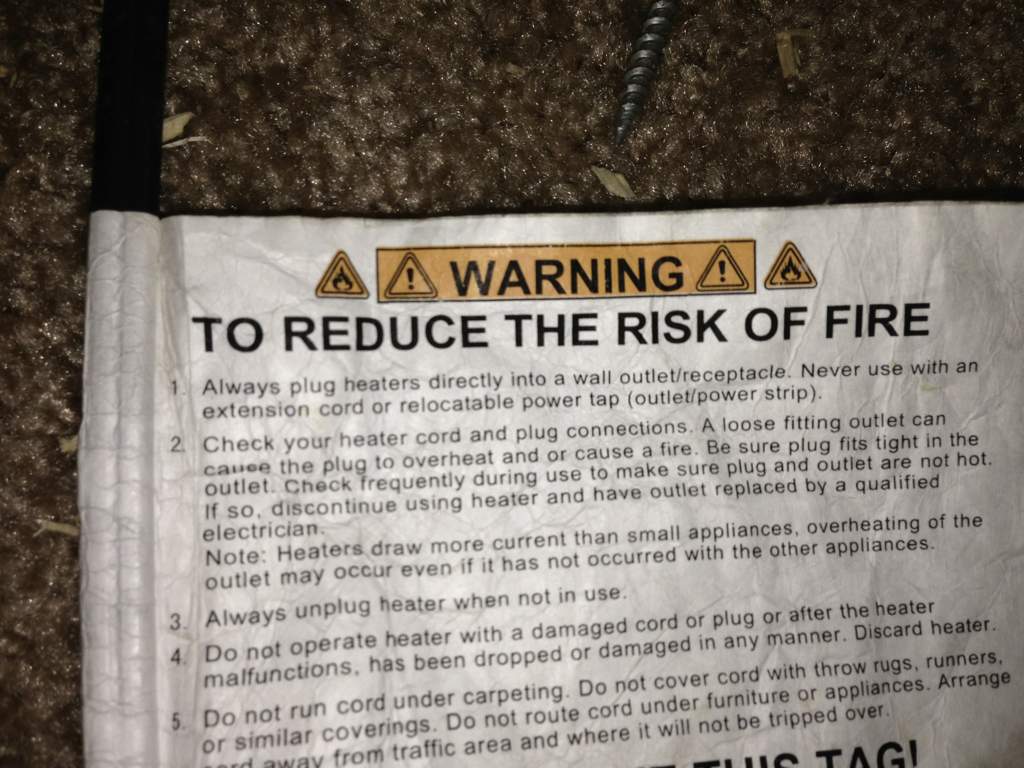 WARNING
TO REDUCE THE RISK OF FIRE
1. Always plug heaters directly into a wall outlet/receptacle. Never use with an
extension cord or relocatable power tap (outlet/power strip).
2. Check your heater cord and plug connections. A loose fitting outlet can
cause the plug to overheat and or cause a fire. Be sure plug fits tight in the
outlet. Check frequently during use to make sure plug and outlet are not hot.
If so, discontinue using heater and have outlet replaced by a qualified
electrician.
Note: Heaters draw more current than small appliances, overheating of the
outlet may occur even if it has not occurred with the other appliances.
3. Always unplug heater when not in use.
4. Do not operate heater with a damaged cord or plug or after the heater
malfunctions, has been dropped or damaged in any manner. Discard heater.
5. Do not run cord under carpeting. Do not cover cord with throw rugs, runners,
or similar coverings. Do not route cord under furniture or appliances. Arrange
cord away from traffic area and where it will not be tripped over.
THIS TAG!